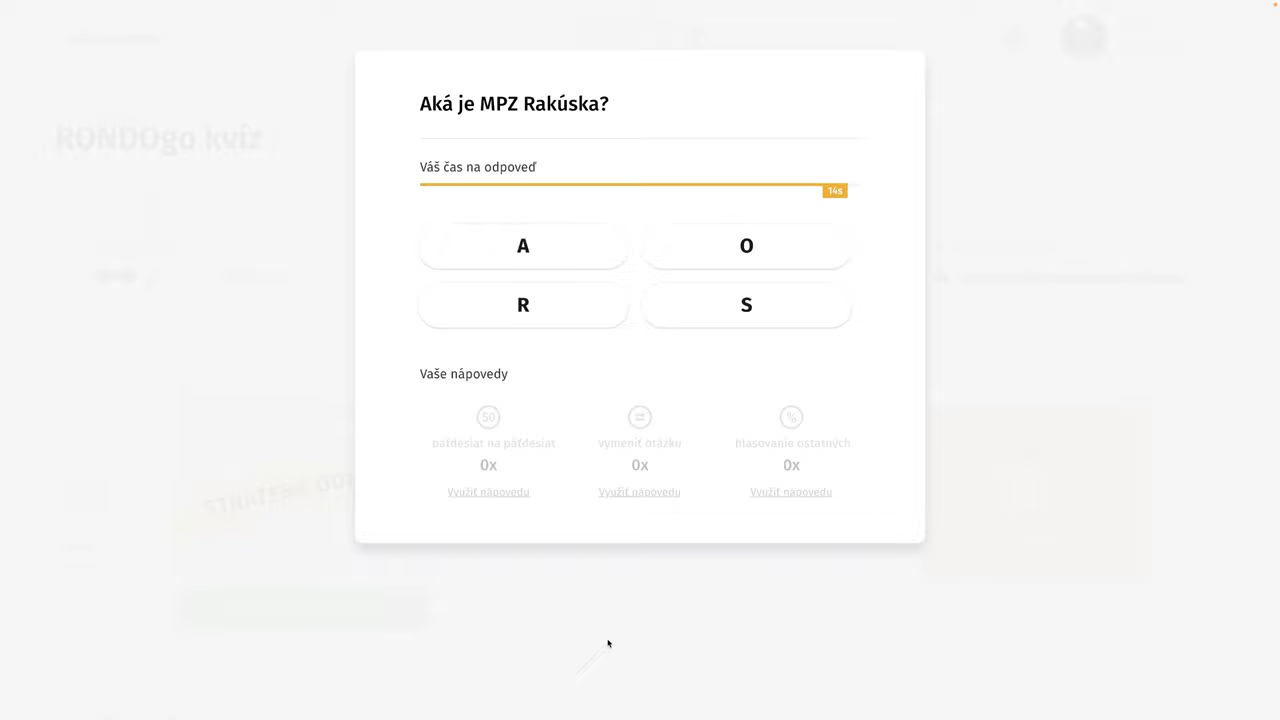 RONDOgo kvíz
Aká je MPZ Rakúska?
Váš čas na odpoveď
14s
A
O
R
S
Vaše nápovedy
50
%
päťdesiat na päťdesiat
vymeniť otázku
hlasovanie ostatných
0x
0x
0x
Využiť nápovedu
Využiť nápovedu
Využiť nápovedu